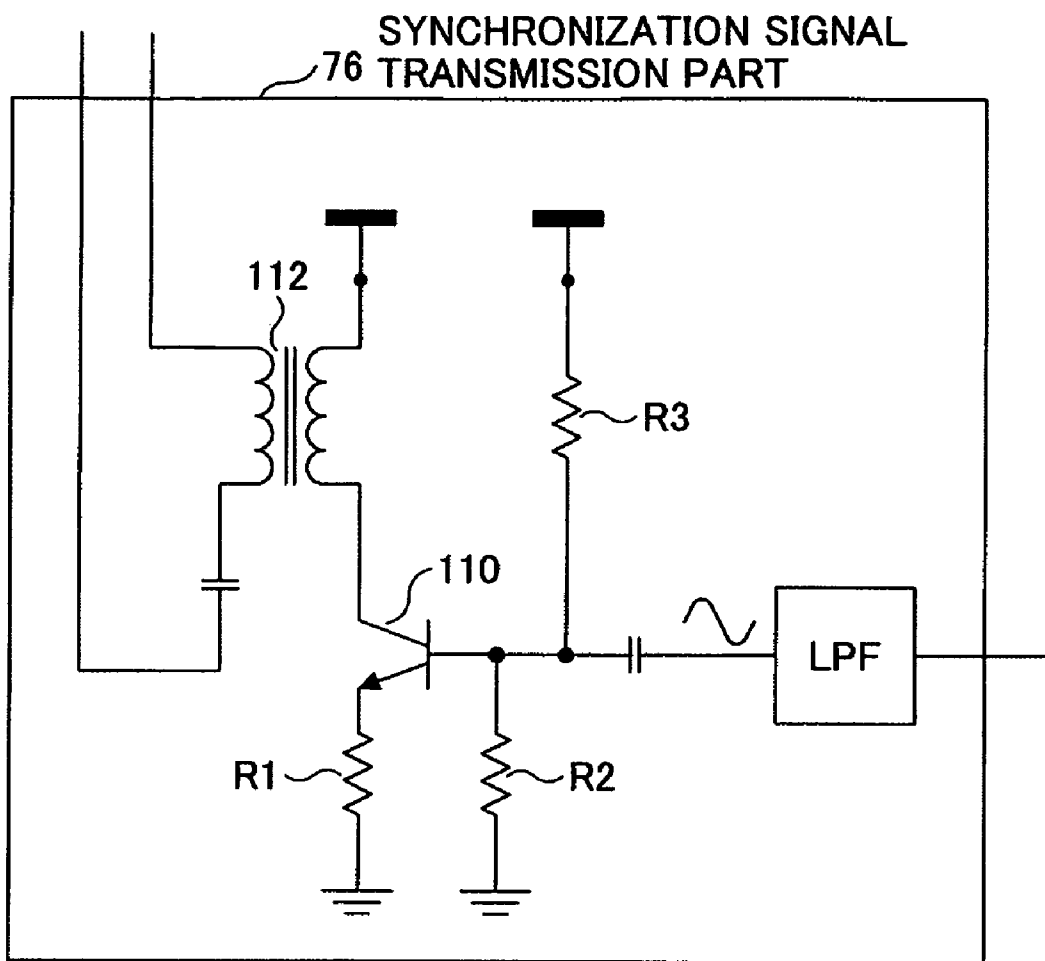 SYNCHRONIZATION SIGNAL
76 TRANSMISSION PART
112
R3
110
LPF
R1
R2